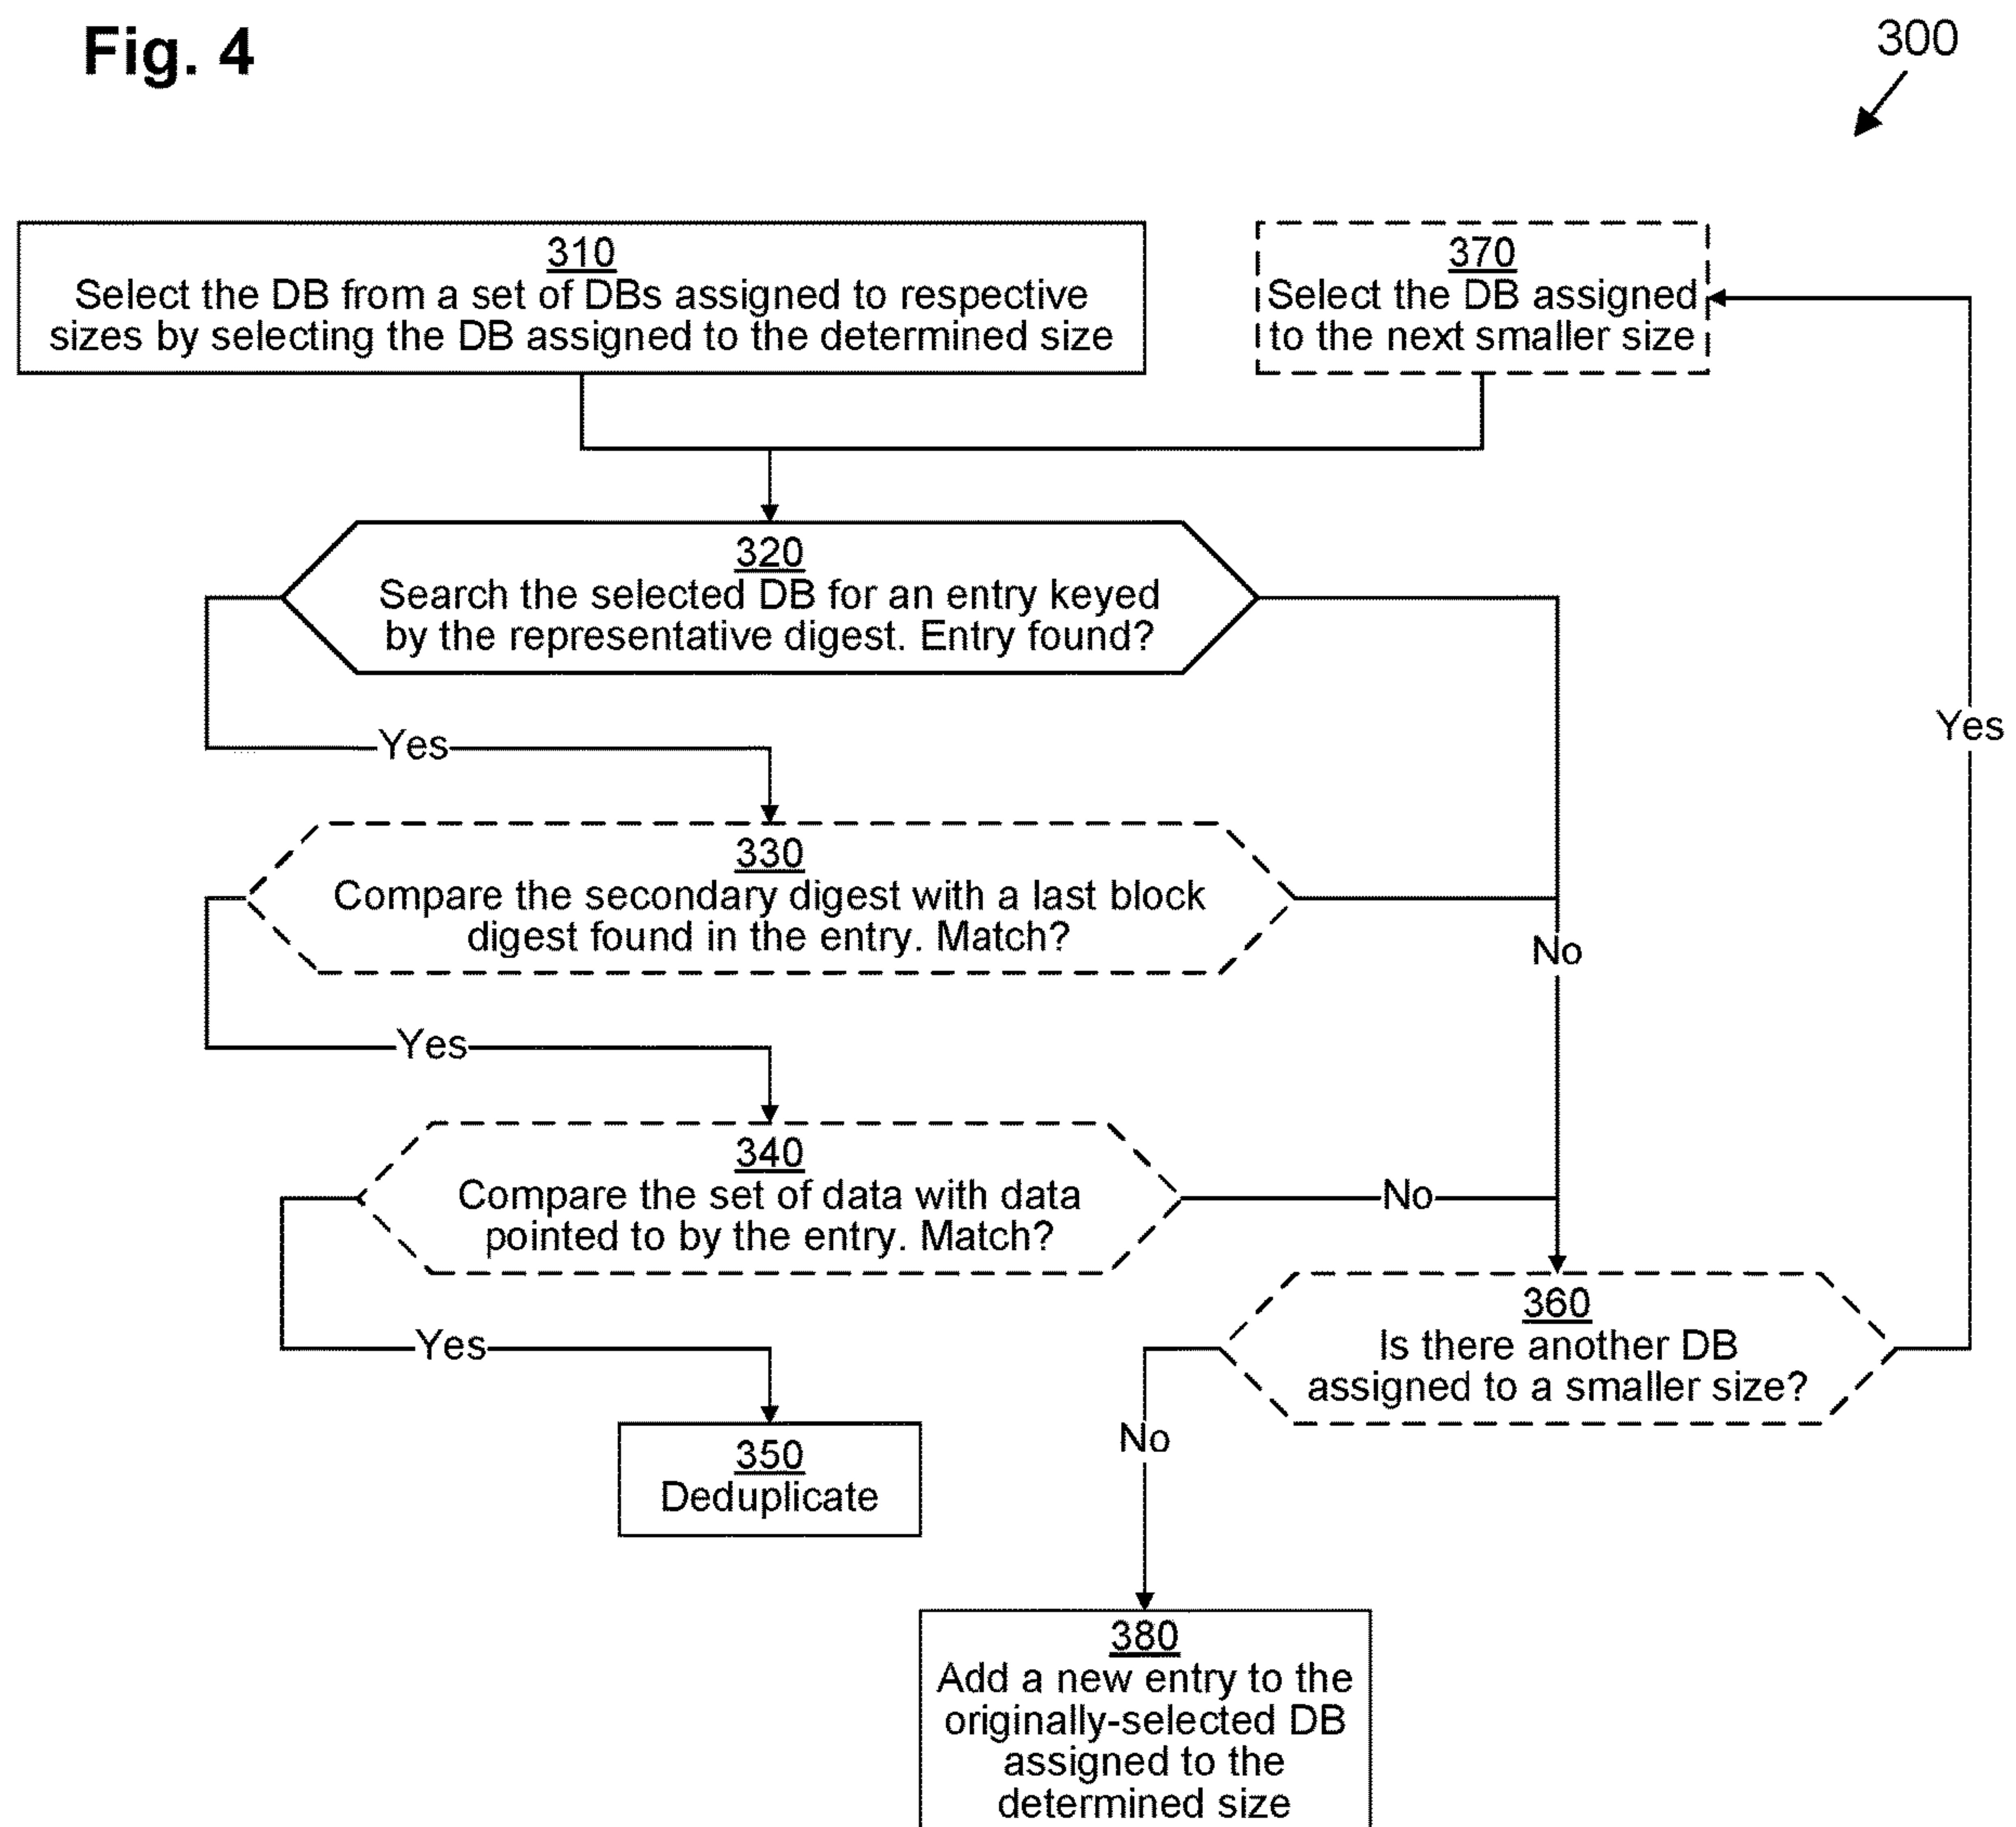 Fig. 4
300
310
Select the DB from a set of DBs assigned to respective
sizes by selecting the DB assigned to the determined size
370
Select the DB assigned
to the next smaller size
320
Search the selected DB for an entry keyed
by the representative digest. Entry found?
Yes
Yes
330
Compare the secondary digest with a last block
digest found in the entry. Match?
No
Yes
340
Compare the set of data with data
pointed to by the entry. Match?
No
Yes
360
Is there another DB
assigned to a smaller size?
No
350
Deduplicate
380
Add a new entry to the
originally-selected DB
assigned to the
determined size